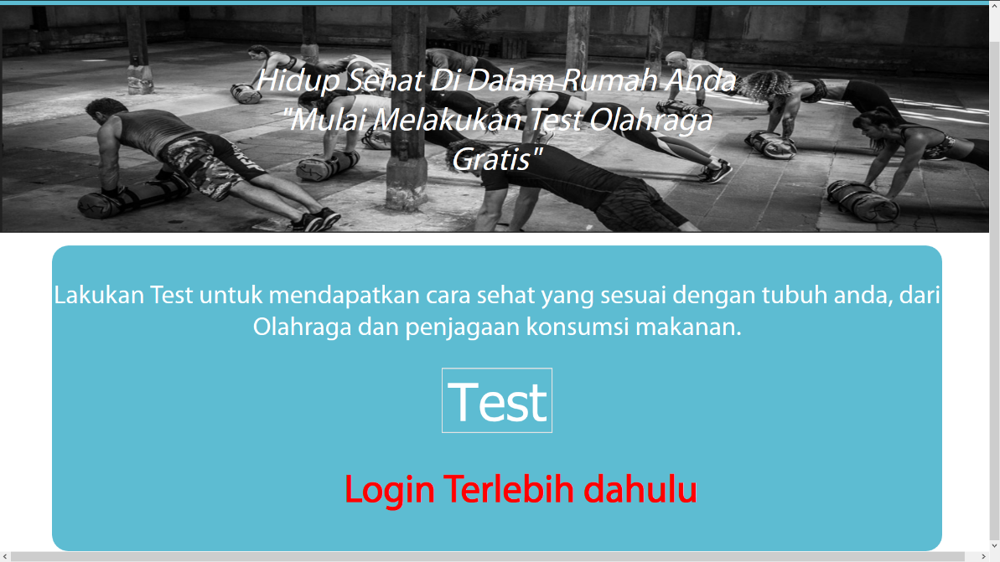 Hidup Sehat Di Dalam Rumah Anda
"Mulai Melakukan Test Olahraga
Gratis"
Lakukan Test untuk mendapatkan cara sehat yang sesuai dengan tubuh anda, dari
Olahraga dan penjagaan konsumsi makanan.
Test
Login Terlebih dahulu